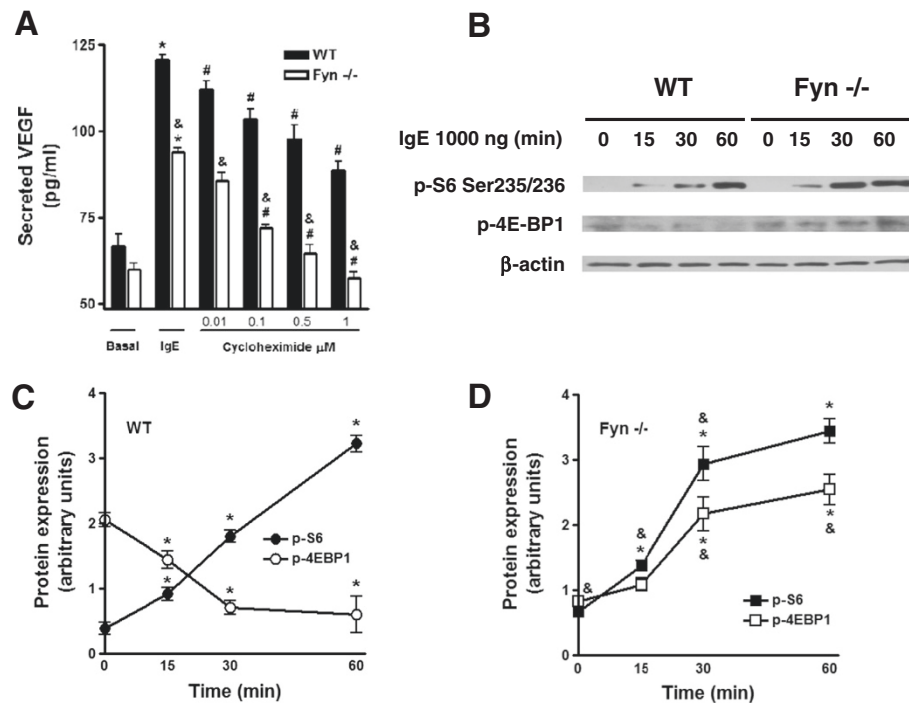 A
Secreted VEGF
(pg/ml)
125
100
75
50
WT
Fyn -/-
*
&
*
#
&
#
&
#
#
&
#
#
&
#
0.01 0.1 0.5 1
Basal IgE Cycloheximide μM
B
WT Fyn -/-
IgE 1000 ng (min) 0 15 30 60 0 15 30 60
p-S6 Ser235/236
p-4E-BP1
β-actin
C
WT
Protein expression
(arbitrary units)
4
3
2
1
0
*
*
*
*
*
*
p-S6
p-4EBP1
0 15 30 60
Time (min)
D
Fyn -/-
Protein expression
(arbitrary units)
4
3
2
1
0
&
&
*
&
*
*
*
&
*
&
p-S6
p-4EBP1
0 15 30 60
Time (min)